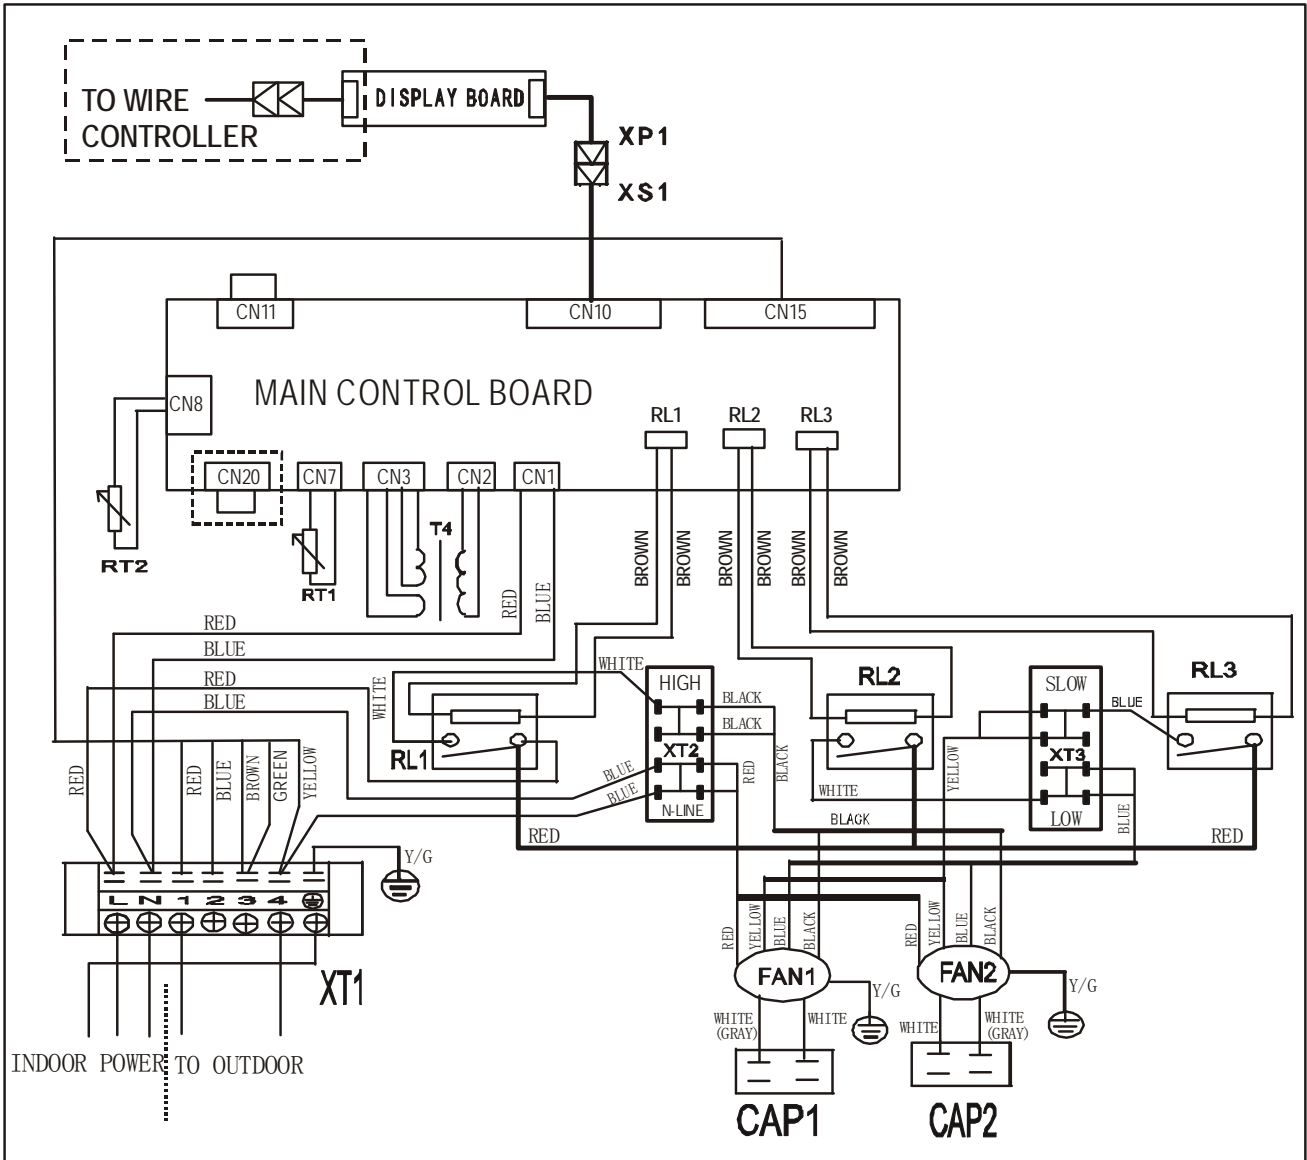 TO WIRE
CONTROLLER
DISPLAY BOARD
XP1
XS1
CN11
CN10
CN15
CN8
MAIN CONTROL BOARD
RL1
RL2
RL3
CN20
CN7
CN3
CN2
CN1
T4
RT2
RT1
BROWN
BROWN
BROWN
BROWN
BROWN
BROWN
RED
BLUE
RED
BLUE
RED
BLUE
WHITE
WHITE
HIGH
XT2
N-LINE
BLACK
BLACK
RED
BLACK
RL1
BLUE
BLUE
RL2
WHITE
YELLOW
SLOW
XT3
LOW
BLUE
BLUE
RL3
RED
BLACK
RED
RED
RED
BLUE
BROWN
GREEN
YELLOW
Y/G
L N 1 2 3 4
XT1
RED
YELLOW
BLUE
BLACK
RED
YELLOW
BLUE
BLACK
FAN1
FAN2
Y/G
Y/G
WHITE
(GRAY)
WHITE
WHITE
WHITE
(GRAY)
INDOOR POWER
TO OUTDOOR
CAP1
CAP2